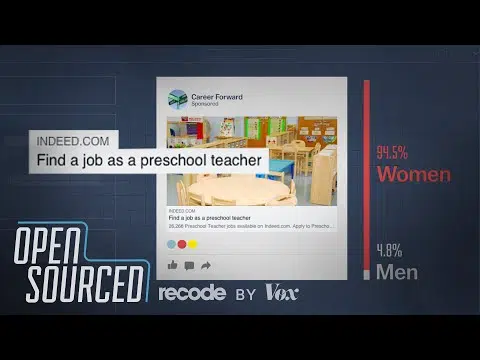 Career Forward
Sponsored
INDEED.COM
Find a job as a preschool teacher
INDEED.COM
Find a job as a preschool teacher
94.5%
Women
4.8%
Men
OPEN
SOURCED
recode BY Vox